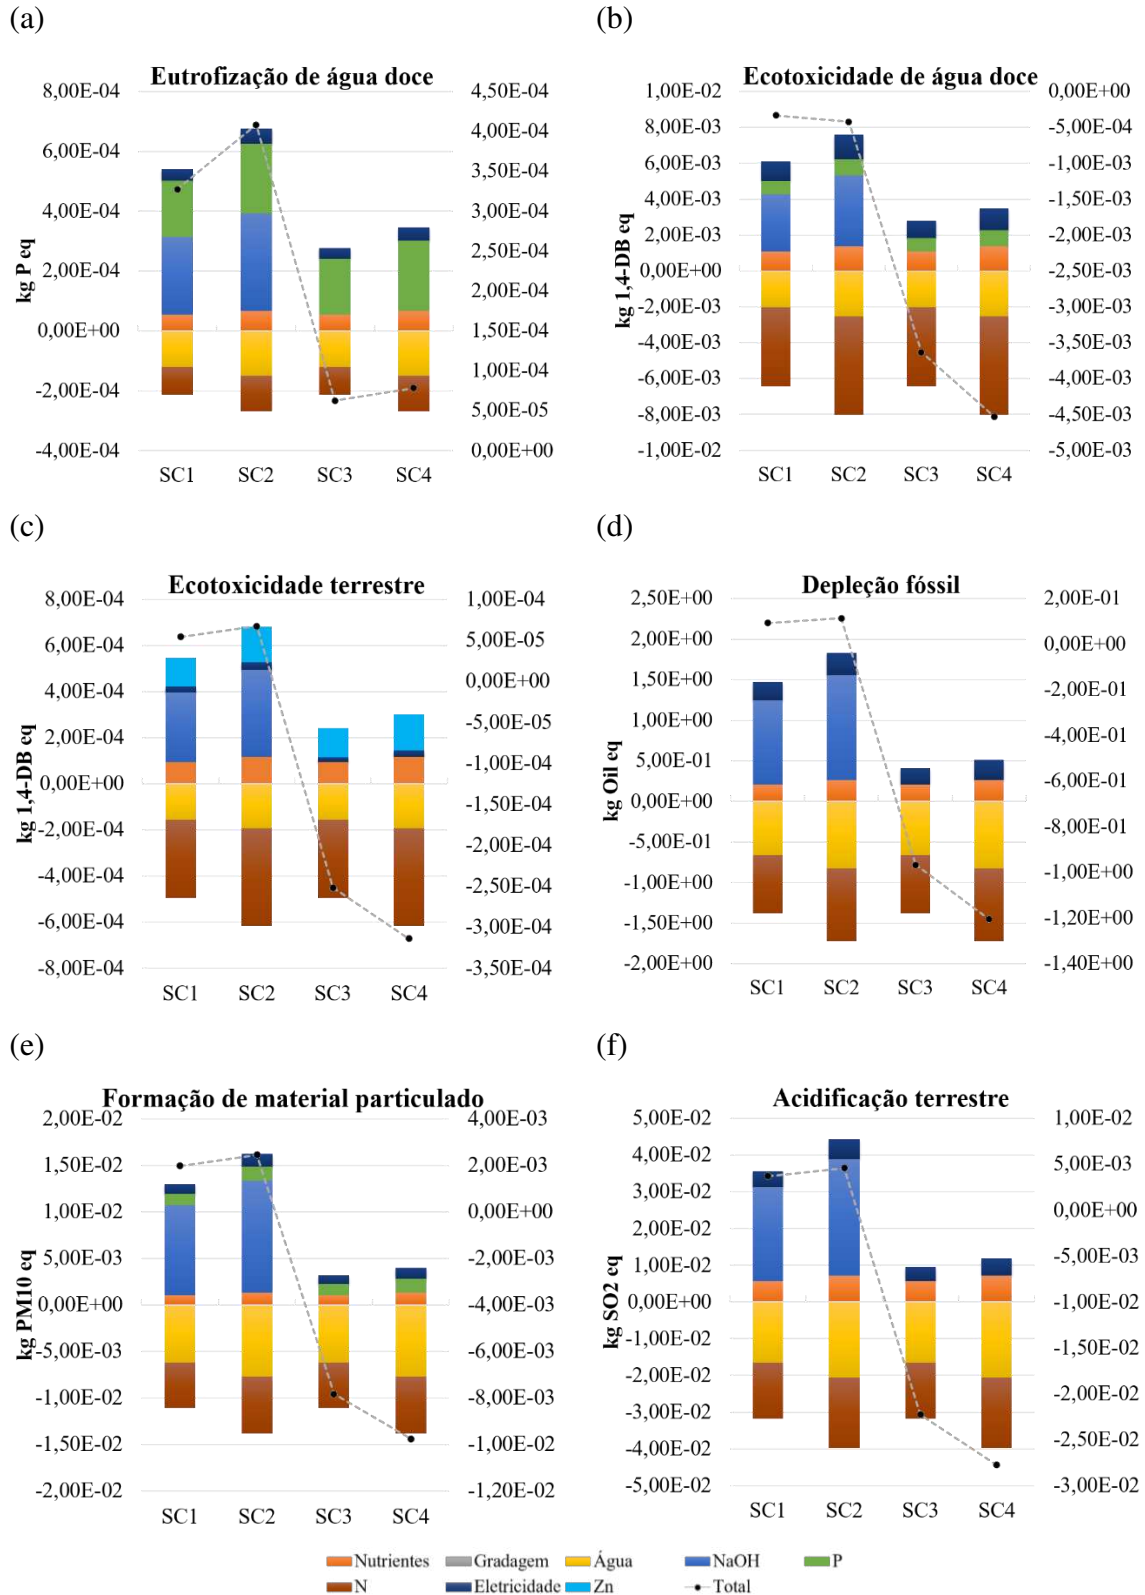 (a)
Eutrofização de água doce
8,00E-04
6,00E-04
4,00E-04
2,00E-04
0,00E+00
-2,00E-04
-4,00E-04
kg P eq
4,50E-04
4,00E-04
3,50E-04
3,00E-04
2,50E-04
2,00E-04
1,50E-04
1,00E-04
5,00E-05
0,00E+00
SC1 SC2 SC3 SC4
(b)
Ecotoxicidade de água doce
1,00E-02
8,00E-03
6,00E-03
4,00E-03
2,00E-03
0,00E+00
-2,00E-03
-4,00E-03
-6,00E-03
-8,00E-03
-1,00E-02
kg 1,4-DB eq
0,00E+00
-5,00E-04
-1,00E-03
-1,50E-03
-2,00E-03
-2,50E-03
-3,00E-03
-3,50E-03
-4,00E-03
-4,50E-03
-5,00E-03
SC1 SC2 SC3 SC4
(c)
Ecotoxicidade terrestre
8,00E-04
6,00E-04
4,00E-04
2,00E-04
0,00E+00
-2,00E-04
-4,00E-04
-6,00E-04
-8,00E-04
kg 1,4-DB eq
1,00E-04
5,00E-05
0,00E+00
-5,00E-05
-1,00E-04
-1,50E-04
-2,00E-04
-2,50E-04
-3,00E-04
-3,50E-04
SC1 SC2 SC3 SC4
(d)
Depleção fóssil
2,50E+00
2,00E+00
1,50E+00
1,00E+00
5,00E-01
0,00E+00
-5,00E-01
-1,00E+00
-1,50E+00
-2,00E+00
kg Oil eq
2,00E-01
0,00E+00
-2,00E-01
-4,00E-01
-6,00E-01
-8,00E-01
-1,00E+00
-1,20E+00
-1,40E+00
SC1 SC2 SC3 SC4
(e)
Formação de material particulado
2,00E-02
1,50E-02
1,00E-02
5,00E-03
0,00E+00
-5,00E-03
-1,00E-02
-1,50E-02
-2,00E-02
kg PM10 eq
4,00E-03
2,00E-03
0,00E+00
-2,00E-03
-4,00E-03
-6,00E-03
-8,00E-03
-1,00E-02
-1,20E-02
SC1 SC2 SC3 SC4
(f)
Acidificação terrestre
5,00E-02
4,00E-02
3,00E-02
2,00E-02
1,00E-02
0,00E+00
-1,00E-02
-2,00E-02
-3,00E-02
-4,00E-02
-5,00E-02
kg SO2 eq
1,00E-02
5,00E-03
0,00E+00
-5,00E-03
-1,00E-02
-1,50E-02
-2,00E-02
-2,50E-02
-3,00E-02
SC1 SC2 SC3 SC4
Nutrientes Gradagem Água NaOH P
N Eletricidade Zn Total